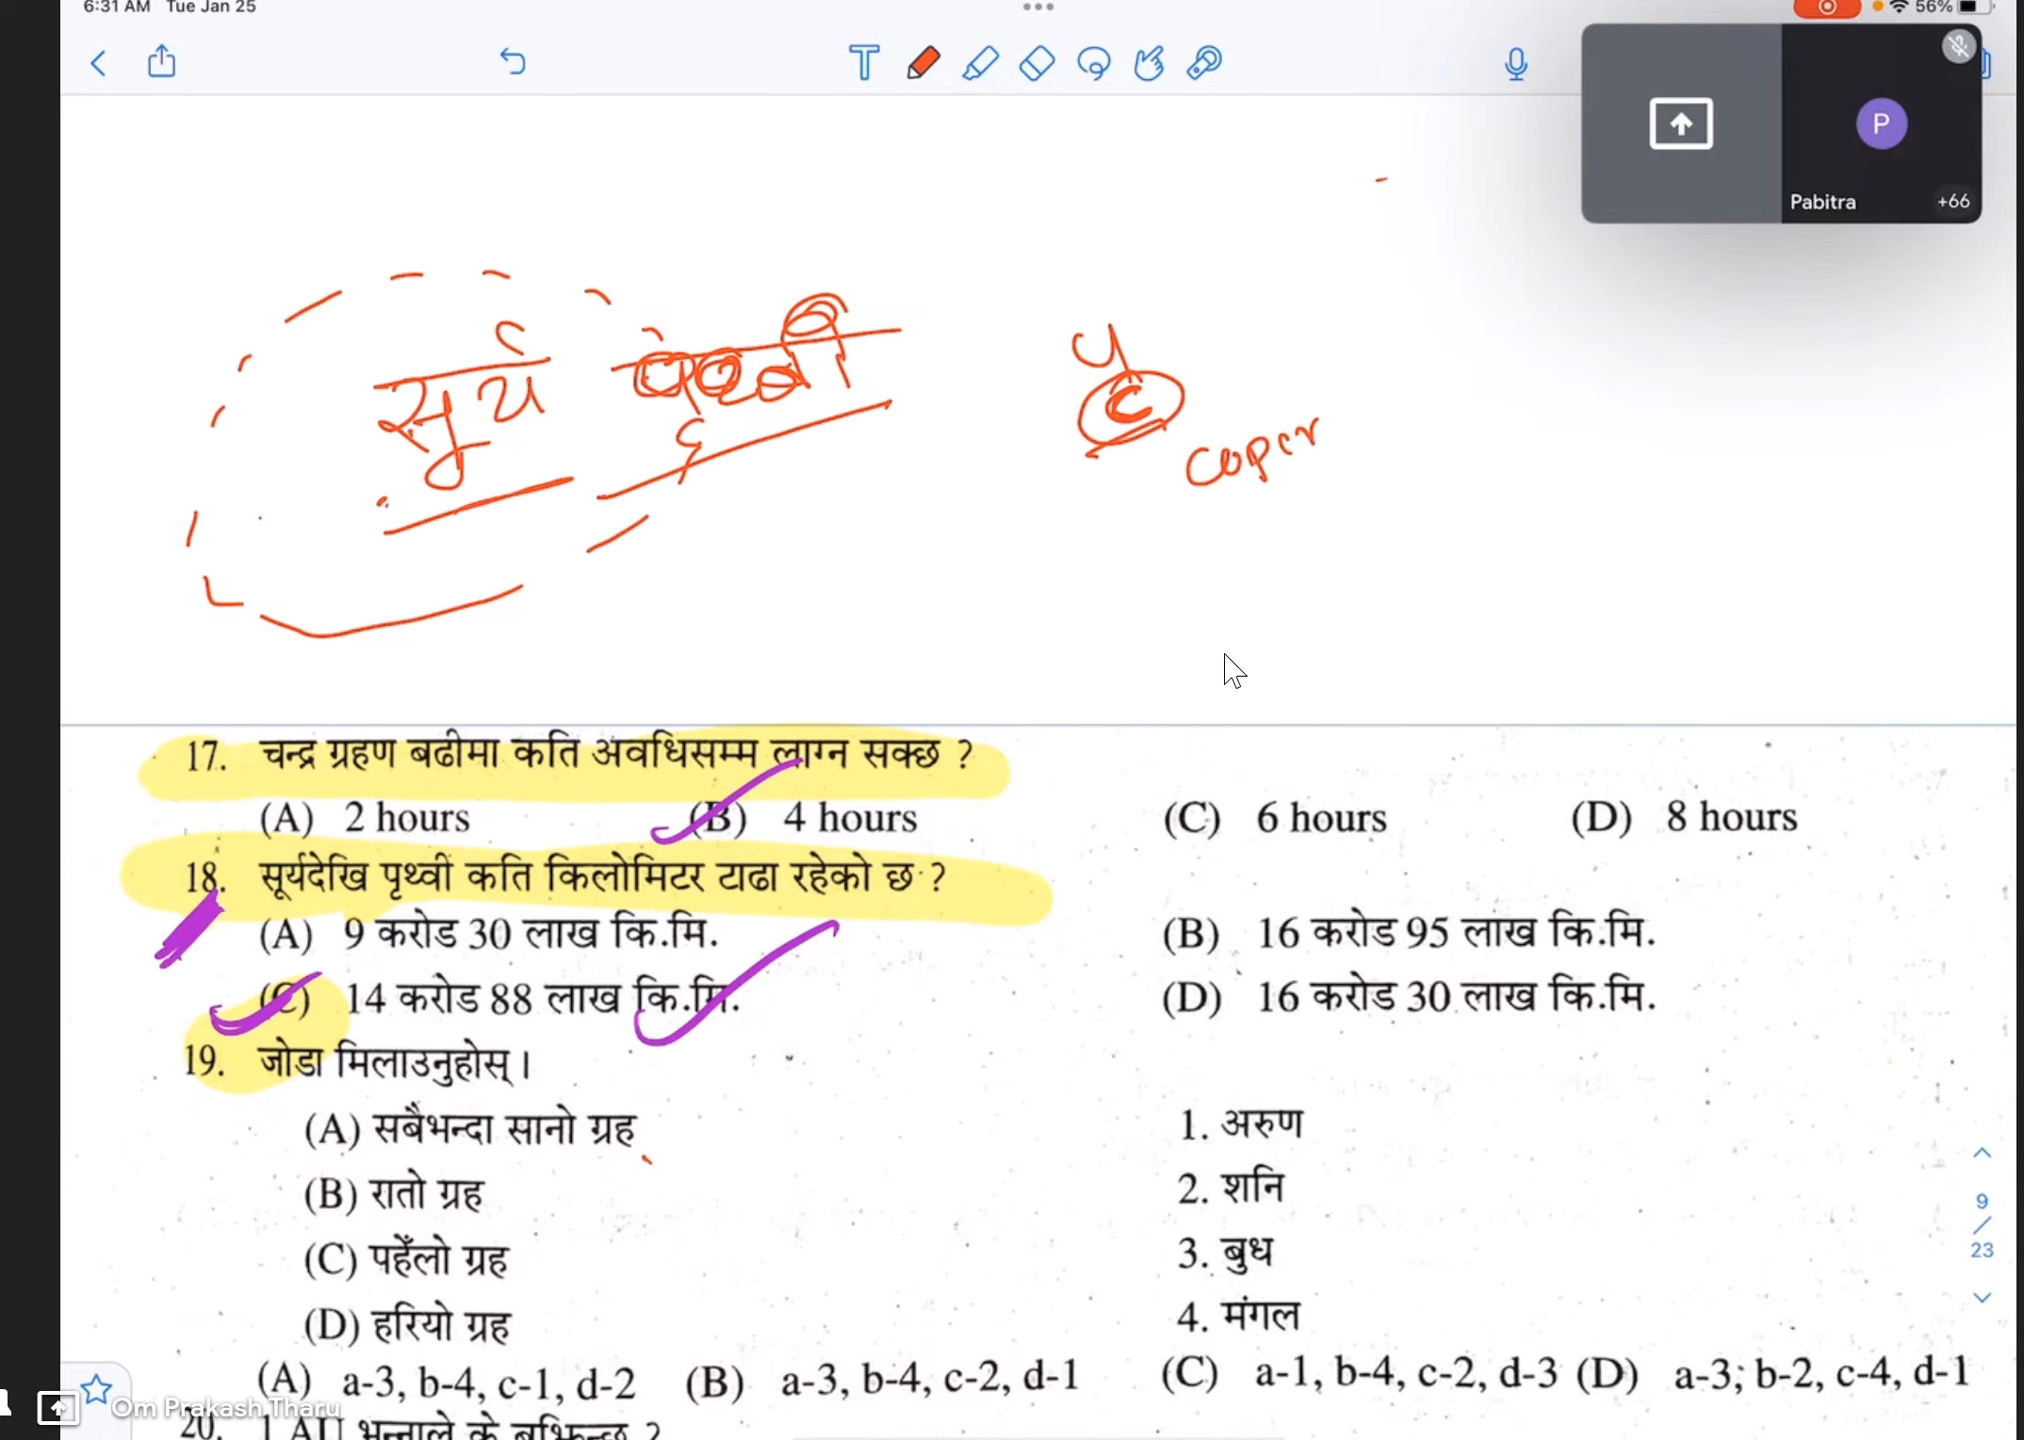 6:31 AM Tue Jan 25
56%
T
P
Pabitra +66
सूर्य
C
coper
17. चन्द्र ग्रहण बढीमा कति अवधिसम्म लाग्न सक्छ ?
(A) 2 hours (B) 4 hours (C) 6 hours (D) 8 hours
18. सूर्यदेखि पृथ्वी कति किलोमिटर टाढा रहेको छ ?
(A) 9 करोड 30 लाख कि.मि. (B) 16 करोड 95 लाख कि.मि.
(C) 14 करोड 88 लाख कि.मि. (D) 16 करोड 30 लाख कि.मि.
19. जोडा मिलाउनुहोस् ।
(A) सबैभन्दा सानो ग्रह 1. अरुण
(B) रातो ग्रह 2. शनि
(C) पहेँलो ग्रह 3. बुध
(D) हरियो ग्रह 4. मंगल
9
/
23
(A) a-3, b-4, c-1, d-2 (B) a-3, b-4, c-2, d-1 (C) a-1, b-4, c-2, d-3 (D) a-3; b-2, c-4, d-1
Om Prakash Tharu
20.